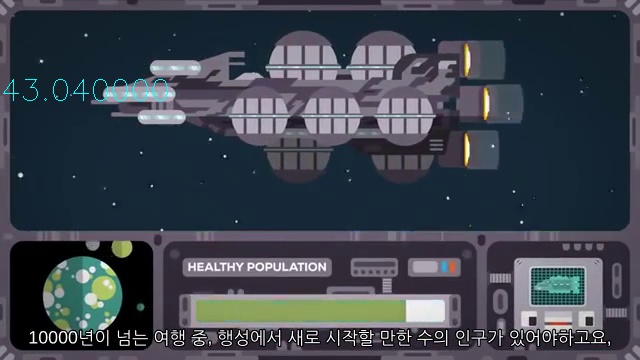 43.040000
HEALTHY POPULATION
10000년이 넘는 여행 중, 행성에서 새로 시작할 만한 수의 인구가 있어야하고요,